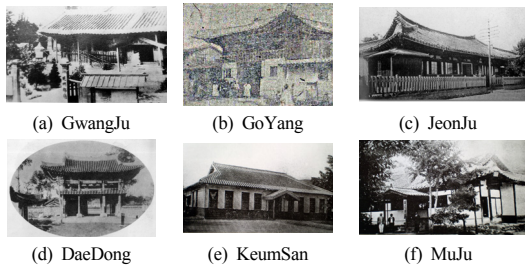 (a) GwangJu
(b) GoYang
(c) JeonJu
(d) DaeDong
(e) KeumSan
(f) MuJu